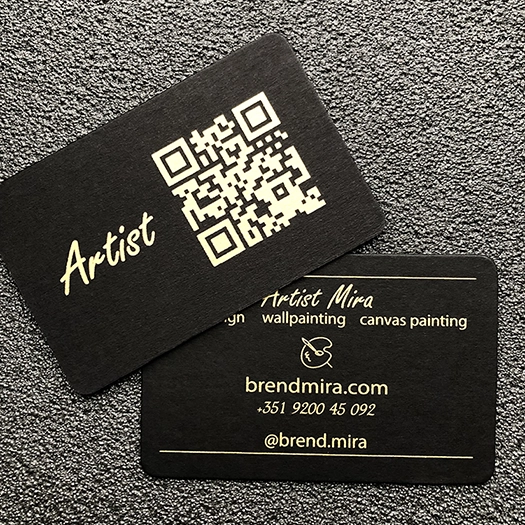 Artist
Artist Mira
wallpainting canvas painting
brendmira.com
+351 9200 45 092
@brend.mira